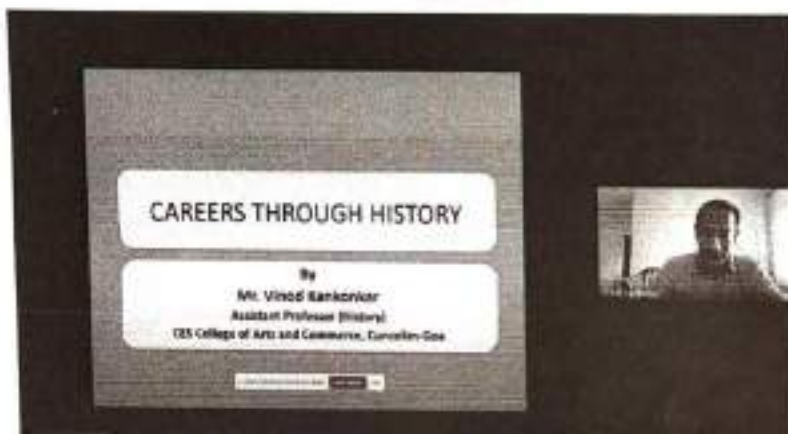 CAREERS THROUGH HISTORY
By
Mr. Vinod Kankonkar
Assistant Professor (History)
CES College of Arts and Commerce, Cuncolim-Goa